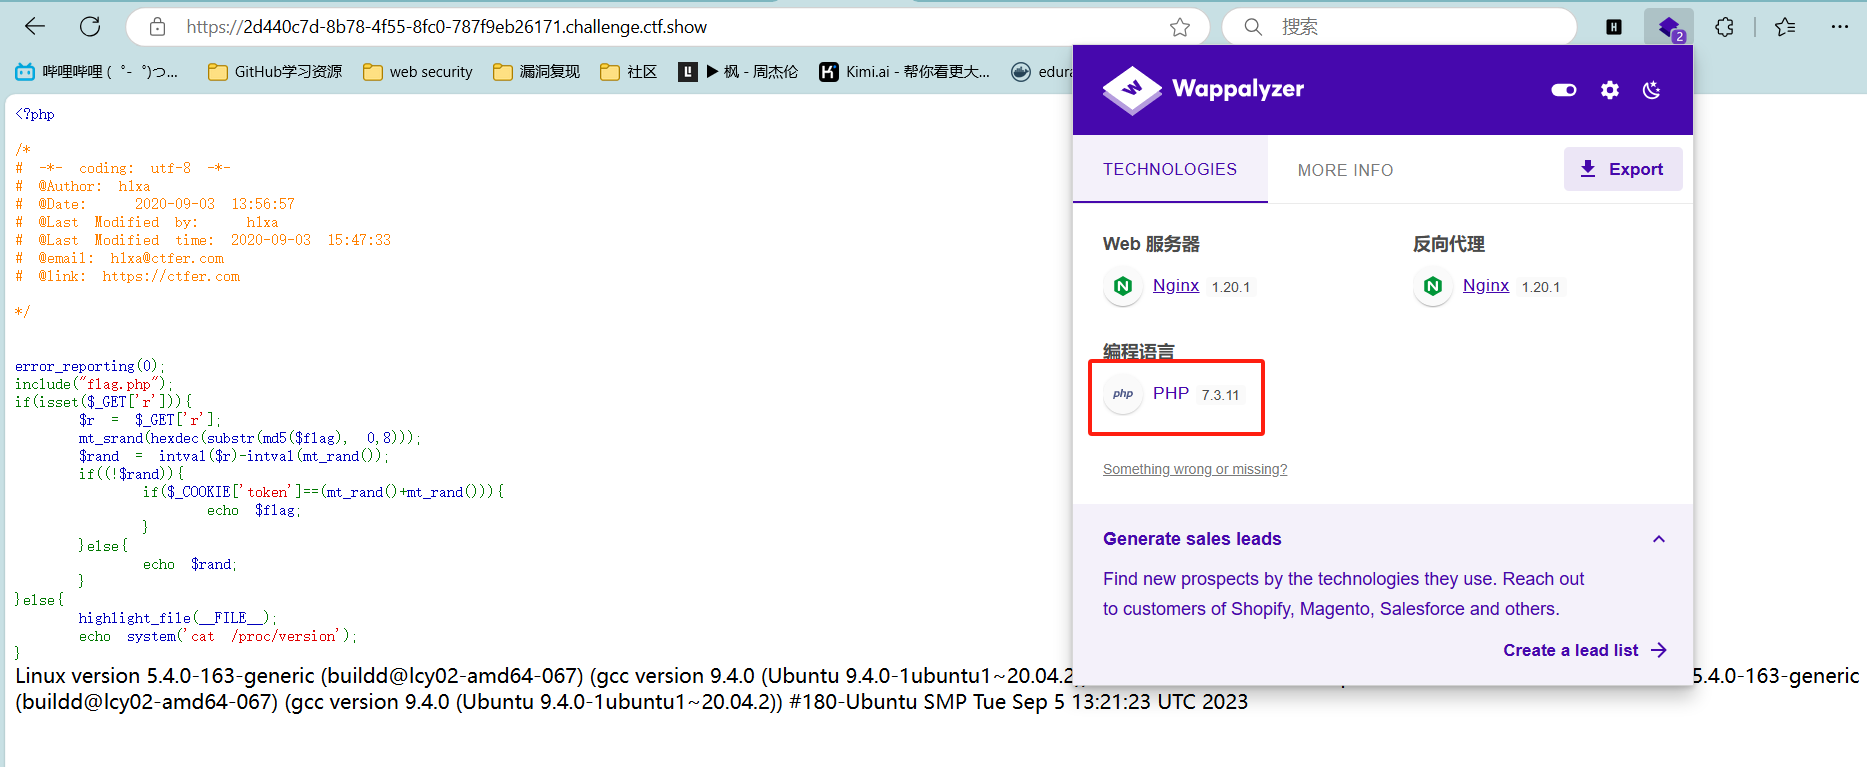 https://2d440c7d-8b78-4f55-8fc0-787f9eb26171.challenge.ctf.show
搜索
2
哔哩哔哩 (゜-゜)つ...
GitHub学习资源
web security
漏洞复现
社区
▶ 枫 - 周杰伦
Kimi.ai - 帮你看更大...
edura
<?php
/*
# -*- coding: utf-8 -*-
# @Author: h1xa
# @Date:   2020-09-03 13:56:57
# @Last Modified by:   h1xa
# @Last Modified time: 2020-09-03 15:47:33
# @email: h1xa@ctfer.com
# @link: https://ctfer.com
*/
error_reporting(0);
include("flag.php");
if(isset($_GET['r'])){
    $r = $_GET['r'];
    mt_srand(hexdec(substr(md5($flag), 0,8)));
    $rand = intval($r)-intval(mt_rand());
    if((!$rand)){
        if($_COOKIE['token']==(mt_rand()+mt_rand())){
            echo $flag;
        }
    }else{
        echo $rand;
    }
}else{
    highlight_file(__FILE__);
    echo system('cat /proc/version');
}
Linux version 5.4.0-163-generic (buildd@lcy02-amd64-067) (gcc version 9.4.0 (Ubuntu 9.4.0-1ubuntu1~20.04.2)) 5.4.0-163-generic
(buildd@lcy02-amd64-067) (gcc version 9.4.0 (Ubuntu 9.4.0-1ubuntu1~20.04.2)) #180-Ubuntu SMP Tue Sep 5 13:21:23 UTC 2023
Wappalyzer
TECHNOLOGIES
MORE INFO
Export
Web 服务器
反向代理
Nginx 1.20.1
Nginx 1.20.1
编程语言
php PHP 7.3.11
Something wrong or missing?
Generate sales leads
Find new prospects by the technologies they use. Reach out
to customers of Shopify, Magento, Salesforce and others.
Create a lead list